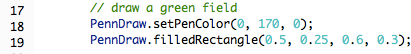 17 // draw a green field
18 PennDraw.setPenColor(0, 170, 0);
19 PennDraw.filledRectangle(0.5, 0.25, 0.6, 0.3);